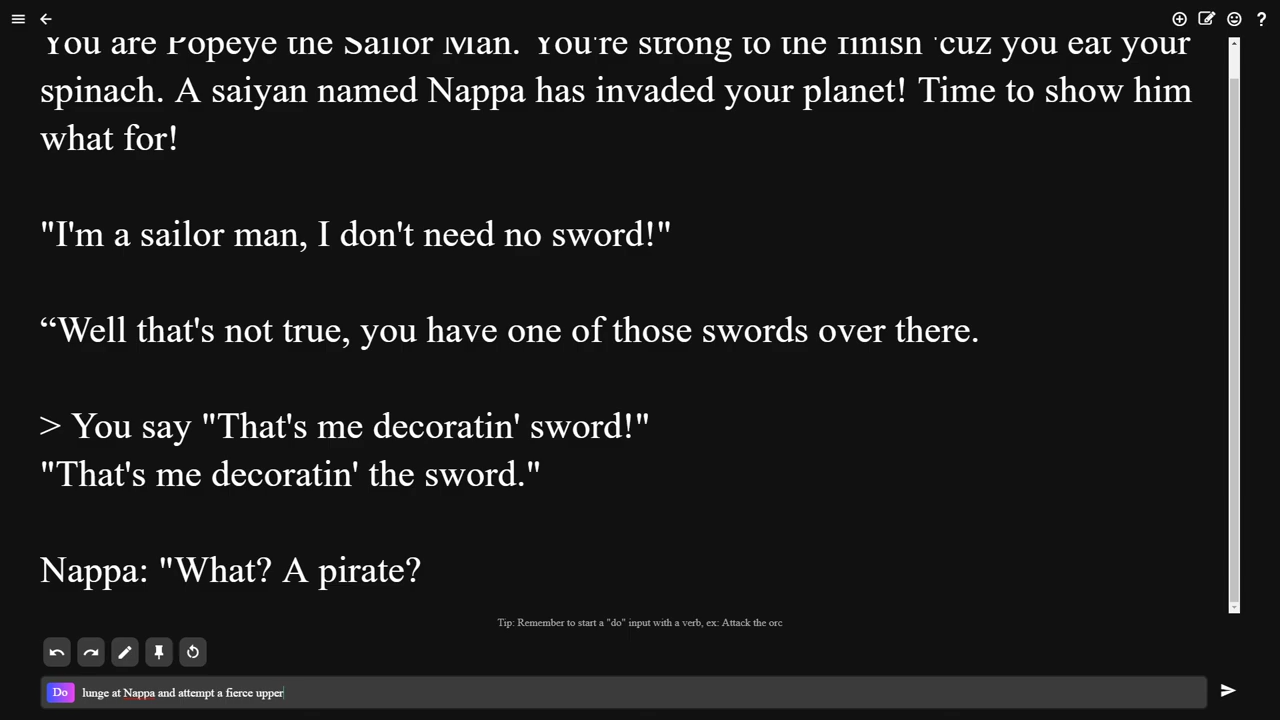 You are Popeye the Sailor Man. You're strong to the finish 'cuz you eat your
spinach. A saiyan named Nappa has invaded your planet! Time to show him
what for!
"I'm a sailor man, I don't need no sword!"
“Well that's not true, you have one of those swords over there.
> You say "That's me decoratin' sword!"
"That's me decoratin' the sword."
Nappa: "What? A pirate?
Tip: Remember to start a "do" input with a verb, ex: Attack the orc
Do lunge at Nappa and attempt a fierce upper